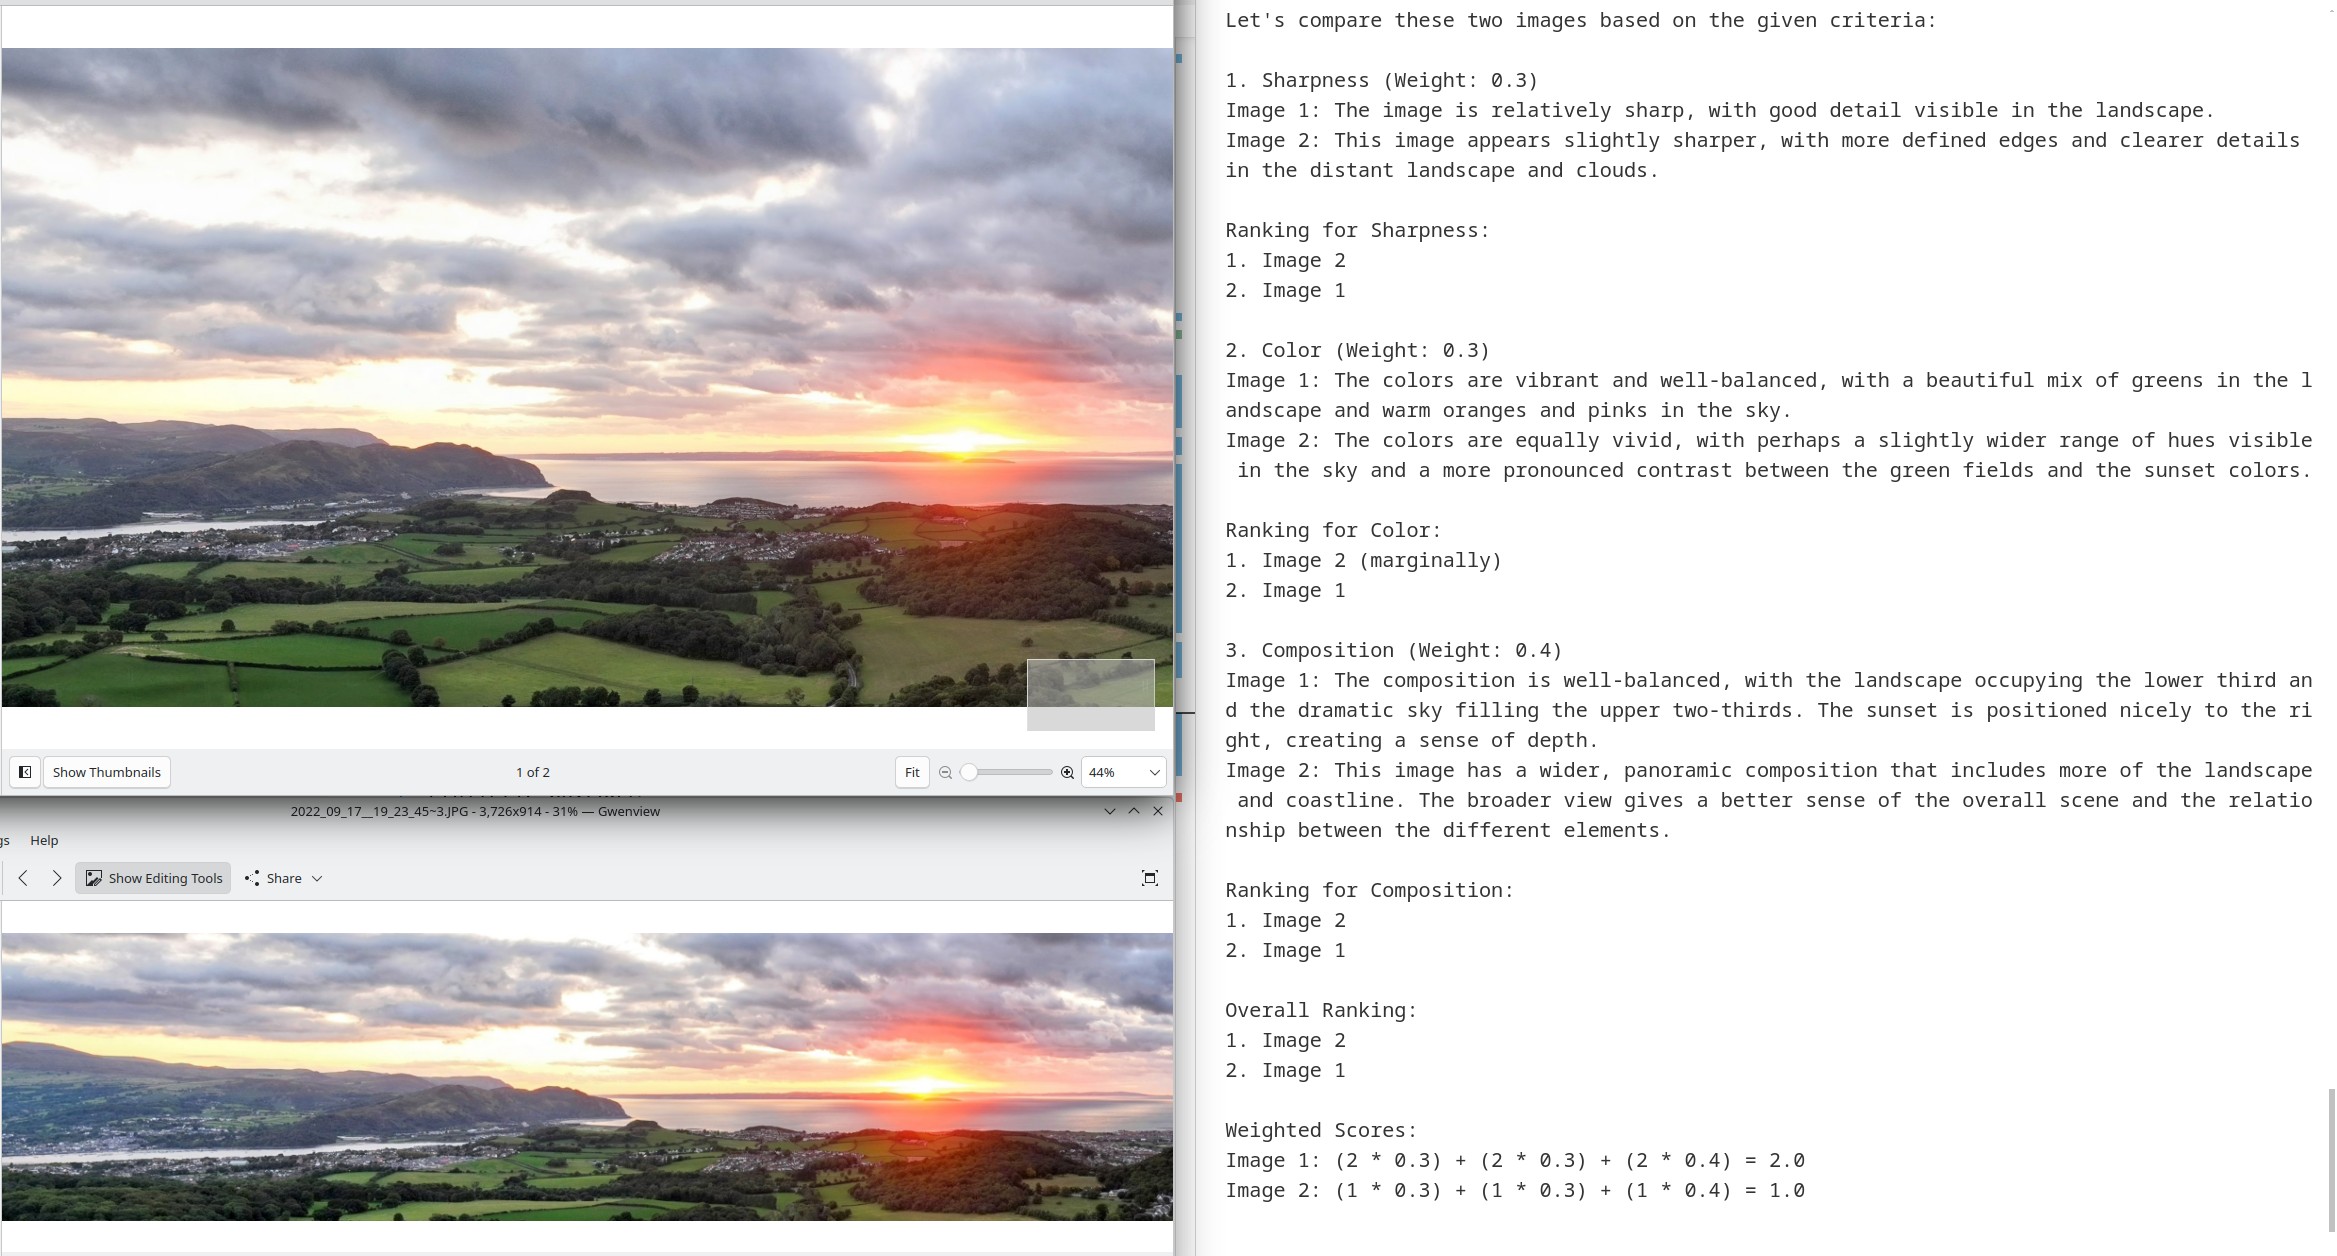 Show Thumbnails
1 of 2
Fit
44%
2022_09_17__19_23_45~3.JPG - 3,726x914 - 31% — Gwenview
gs Help
Show Editing Tools
Share
Let's compare these two images based on the given criteria:
1. Sharpness (Weight: 0.3)
Image 1: The image is relatively sharp, with good detail visible in the landscape.
Image 2: This image appears slightly sharper, with more defined edges and clearer details
in the distant landscape and clouds.
Ranking for Sharpness:
1. Image 2
2. Image 1
2. Color (Weight: 0.3)
Image 1: The colors are vibrant and well-balanced, with a beautiful mix of greens in the l
andscape and warm oranges and pinks in the sky.
Image 2: The colors are equally vivid, with perhaps a slightly wider range of hues visible
in the sky and a more pronounced contrast between the green fields and the sunset colors.
Ranking for Color:
1. Image 2 (marginally)
2. Image 1
3. Composition (Weight: 0.4)
Image 1: The composition is well-balanced, with the landscape occupying the lower third an
d the dramatic sky filling the upper two-thirds. The sunset is positioned nicely to the ri
ght, creating a sense of depth.
Image 2: This image has a wider, panoramic composition that includes more of the landscape
and coastline. The broader view gives a better sense of the overall scene and the relatio
nship between the different elements.
Ranking for Composition:
1. Image 2
2. Image 1
Overall Ranking:
1. Image 2
2. Image 1
Weighted Scores:
Image 1: (2 * 0.3) + (2 * 0.3) + (2 * 0.4) = 2.0
Image 2: (1 * 0.3) + (1 * 0.3) + (1 * 0.4) = 1.0